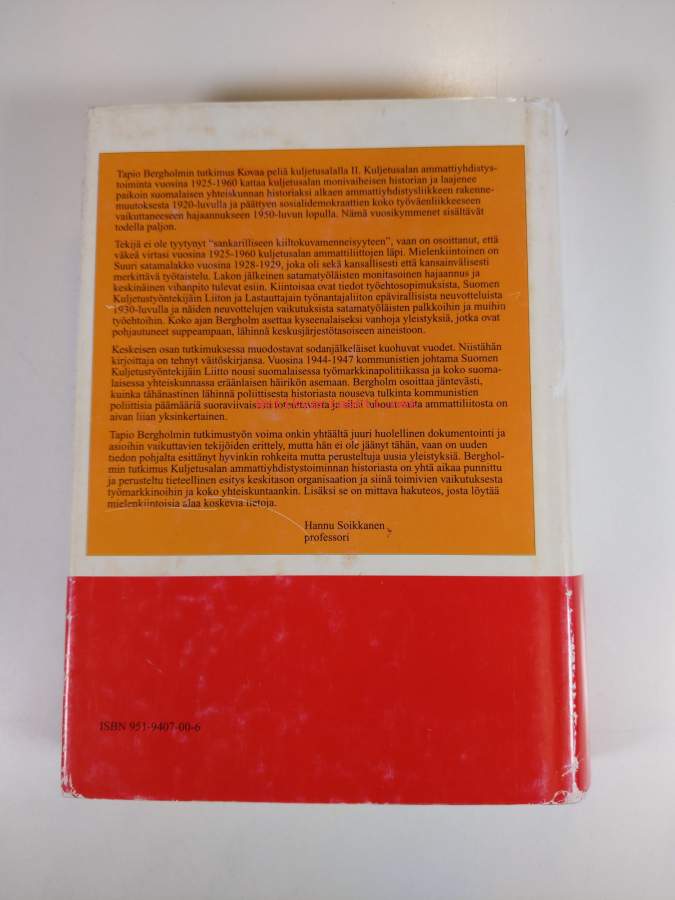 Tapio Bergholmin tutkimus Kovaa peliä kuljetusalalla II. Kuljetusalan ammattiyhdistys-
toiminta vuosina 1925-1960 kattaa kuljetusalan monivaiheisen historian ja laajenee
paikoin suomalaisen yhteiskunnan historiaksi alkaen ammattiyhdistysliikkeen rakenne-
muutoksesta 1920-luvulla ja päättyen sosialidemokraattien koko työväenliikkeeseen
vaikuttaneeseen hajaannukseen 1950-luvun lopulla. Nämä vuosikymmenet sisältävät
todella paljon.
Tekijä ei ole tyytynyt "sankarilliseen kiiltokuvamenneisyyteen", vaan on osoittanut, että
väkeä virtasi vuosina 1925-1960 kuljetusalan ammattiliittojen läpi. Mielenkiintoinen on
Suuri satamalakko vuosina 1928-1929, joka oli sekä kansallisesti että kansainvälisesti
merkittävä työtaistelu. Lakon jälkeinen satamatyöläisten monitasoinen hajaannus ja
keskinäinen vihanpito tulevat esiin. Kiintoisaa ovat tiedot työehtosopimuksista, Suomen
Kuljetustyöntekijäin Liiton ja Lastauttajain työnantajaliiton epävirallisista neuvotteluista
1930-luvulla ja näiden neuvottelujen vaikutuksista satamatyöläisten palkkoihin ja muihin
työehtoihin. Koko ajan Bergholm asettaa kyseenalaiseksi vanhoja yleistyksiä, jotka ovat
pohjautuneet suppeampaan, lähinnä keskusjärjestötasoiseen aineistoon.
Keskeisen osan tutkimuksessa muodostavat sodanjälkeläiset kuohuvat vuodet. Niistähän
kirjoittaja on tehnyt väitöskirjansa. Vuosina 1944-1947 kommunistien johtama Suomen
Kuljetustyöntekijäin Liitto nousi suomalaisessa työmarkkinapolitiikassa ja koko suoma-
laisessa yhteiskunnassa eräänlaisen häirikön asemaan. Bergholm osoittaa jäntevästi,
kuinka tähänastinen lähinnä poliittisesta historiasta nouseva tulkinta kommunistien
poliittisia päämääriä suoraviivaisesti
ammattiliitosta on
aivan liian yksinkertainen.
Tapio Bergholmin tutkimustyön voima onkin yhtäältä juuri huolellinen dokumentointi ja
asioihin vaikuttavien tekijöiden erittely, mutta hän ei ole jäänyt tähän, vaan on uuden
tiedon pohjalta esittänyt hyvinkin rohkeita mutta perusteltuja uusia yleistyksiä. Berghol-
min tutkimus Kuljetusalan ammattiyhdistystoiminnan historiasta on yhtä aikaa punnittu
ja perusteltu tieteellinen esitys keskitason organisaation ja siinä toimivien vaikutuksesta
työmarkkinoihin ja koko yhteiskuntaankin. Lisäksi se on mittava hakuteos, josta löytää
mielenkiintoisia alaa koskevia tietoja.
Hannu Soikkanen
professori
ISBN 951-9407-00-6